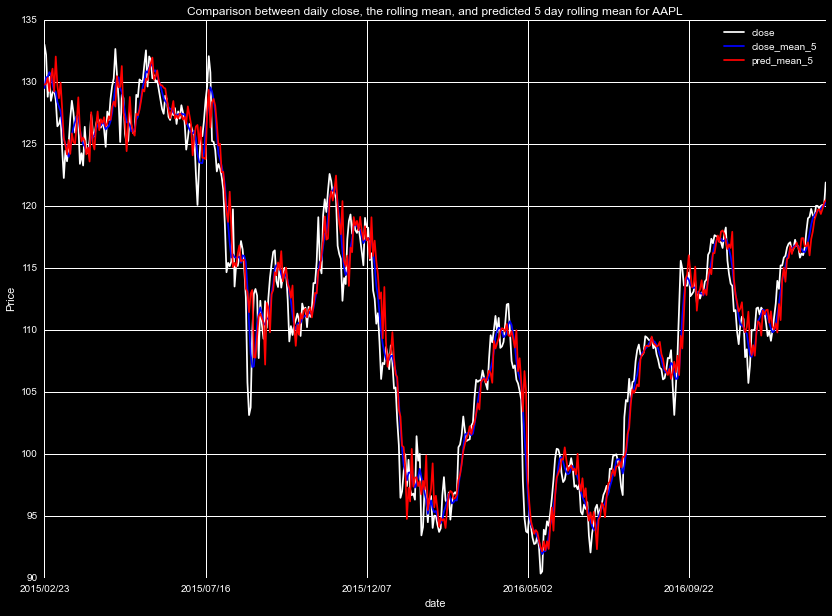 Comparison between daily close, the rolling mean, and predicted 5 day rolling mean for AAPL
close
close_mean_5
pred_mean_5
Price
135
130
125
120
115
110
105
100
95
90
2015/02/23
2015/07/16
2015/12/07
2016/05/02
2016/09/22
date